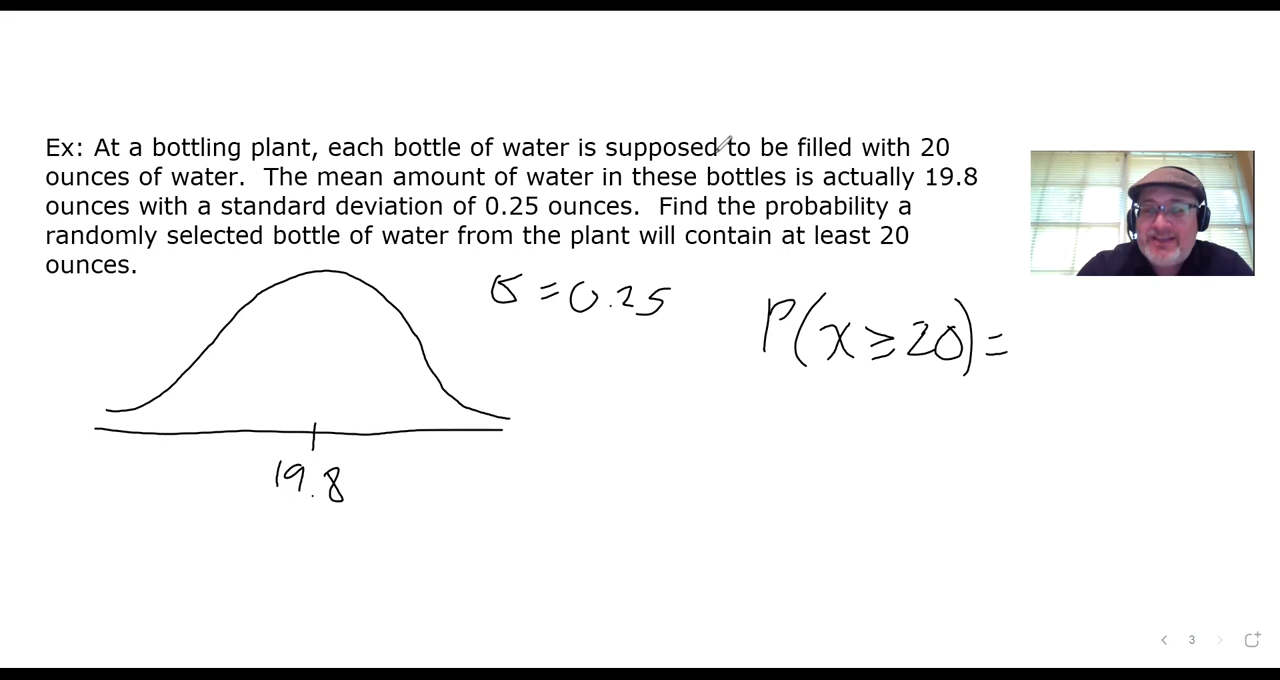 Ex: At a bottling plant, each bottle of water is supposed to be filled with 20
ounces of water. The mean amount of water in these bottles is actually 19.8
ounces with a standard deviation of 0.25 ounces. Find the probability a
randomly selected bottle of water from the plant will contain at least 20
ounces.
σ = 0.25
P(x ≥ 20) =
19.8
3